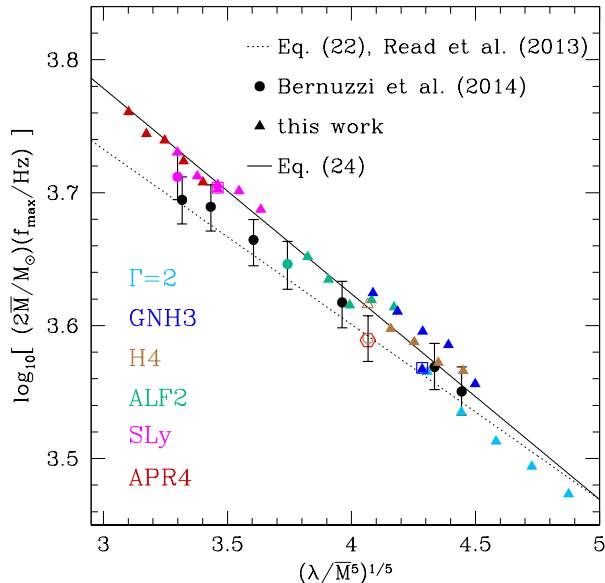 3.8
3.7
3.6
3.5
log₁₀[ (2M̅/M⊙)(f_max/Hz) ]
Eq. (22), Read et al. (2013)
Bernuzzi et al. (2014)
this work
Eq. (24)
Γ=2
GNH3
H4
ALF2
SLy
APR4
3 3.5 4 4.5 5
(λ/M̅⁵)¹/⁵